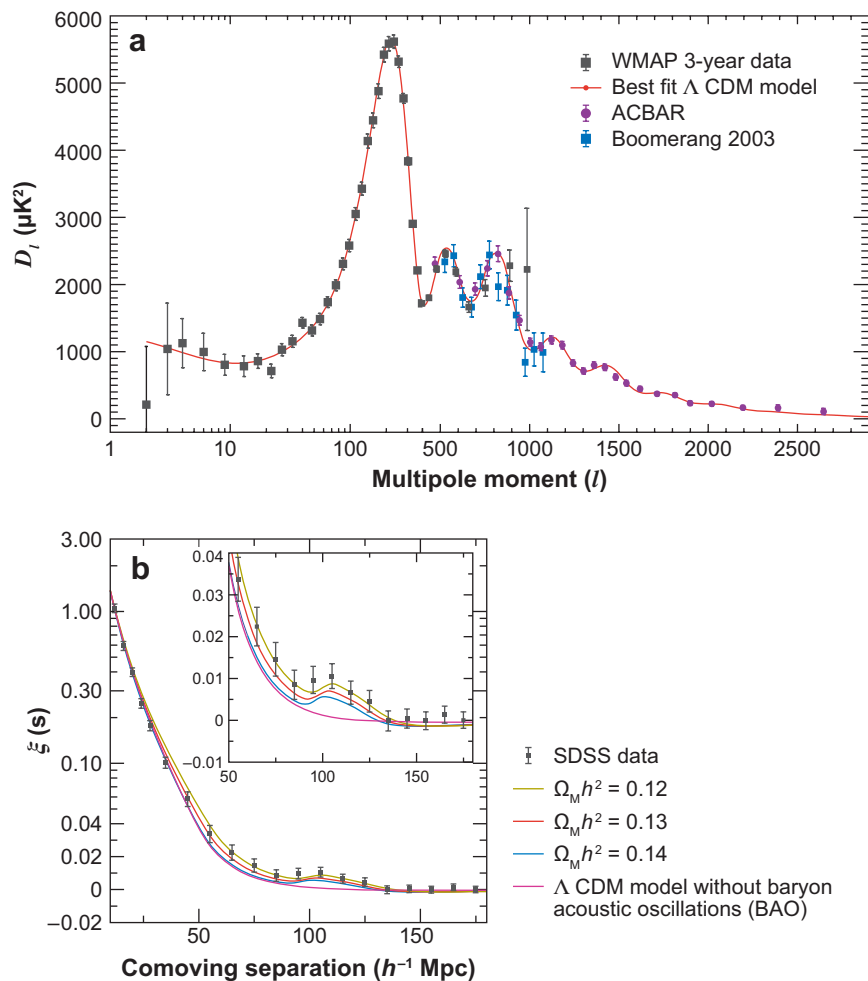 a
6000
5000
4000
3000
2000
1000
0
D_l (μK²)
WMAP 3-year data
Best fit Λ CDM model
ACBAR
Boomerang 2003
1 10 100 500 1000 1500 2000 2500
Multipole moment (l)
b
3.00
1.00
0.30
0.10
0.04
0.02
0
−0.02
ξ (s)
0.04
0.03
0.02
0.01
0
−0.01
50 100 150
50 100 150
Comoving separation (h⁻¹ Mpc)
SDSS data
Ω_M h² = 0.12
Ω_M h² = 0.13
Ω_M h² = 0.14
Λ CDM model without baryon
acoustic oscillations (BAO)